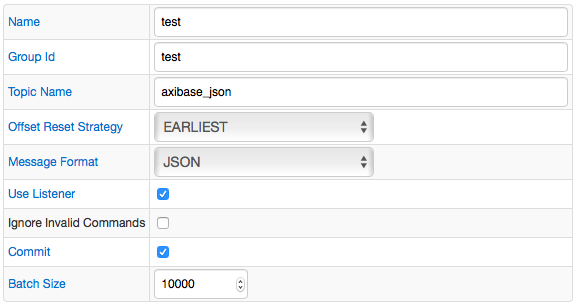 Name test
Group Id test
Topic Name axibase_json
Offset Reset Strategy EARLIEST
Message Format JSON
Use Listener
Ignore Invalid Commands
Commit
Batch Size 10000